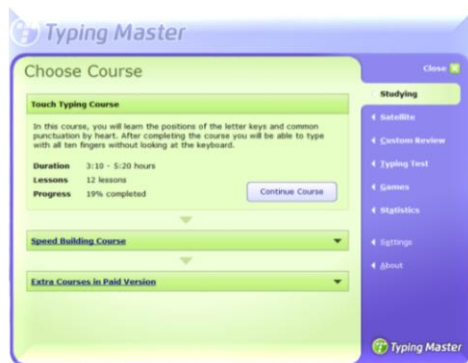 Typing Master
Choose Course
Close
Touch Typing Course
In this course, you will learn the positions of the letter keys and common
punctuation by heart. After completing the course you will be able to type
with all ten fingers without looking at the keyboard.
Duration 3:10 - 5:20 hours
Lessons 12 lessons
Progress 19% completed
Continue Course
Speed Building Course
Extra Courses in Paid Version
Studying
Satellite
Custom Review
Typing Test
Games
Statistics
Settings
About
Typing Master